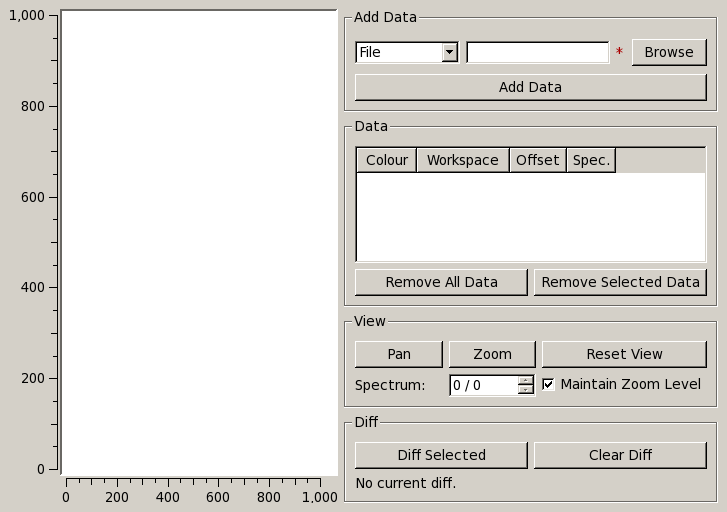 1,000
800
600
400
200
0
0 200 400 600 800 1,000
Add Data
File * Browse
Add Data
Data
Colour Workspace Offset Spec.
Remove All Data Remove Selected Data
View
Pan Zoom Reset View
Spectrum: 0 / 0 Maintain Zoom Level
Diff
Diff Selected Clear Diff
No current diff.